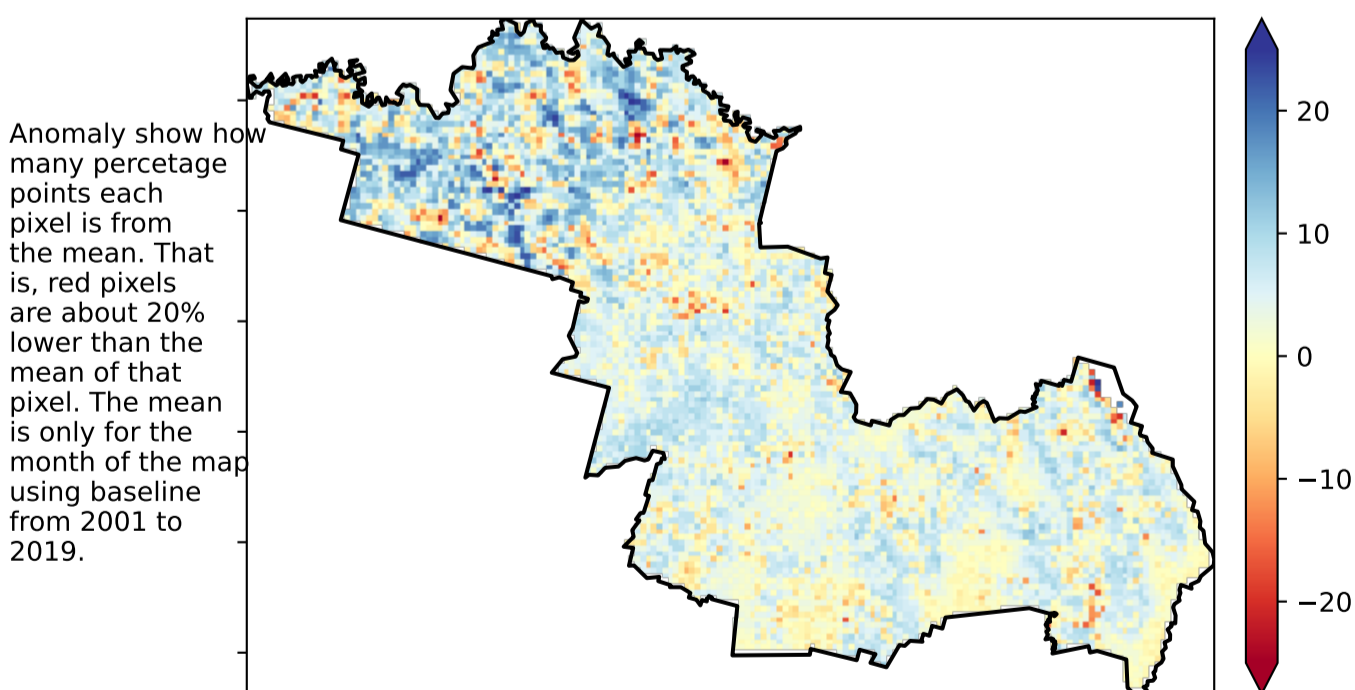 Anomaly show how
many percetage
points each
pixel is from
the mean. That
is, red pixels
are about 20%
lower than the
mean of that
pixel. The mean
is only for the
month of the map
using baseline
from 2001 to
2019.
20
10
0
−10
−20